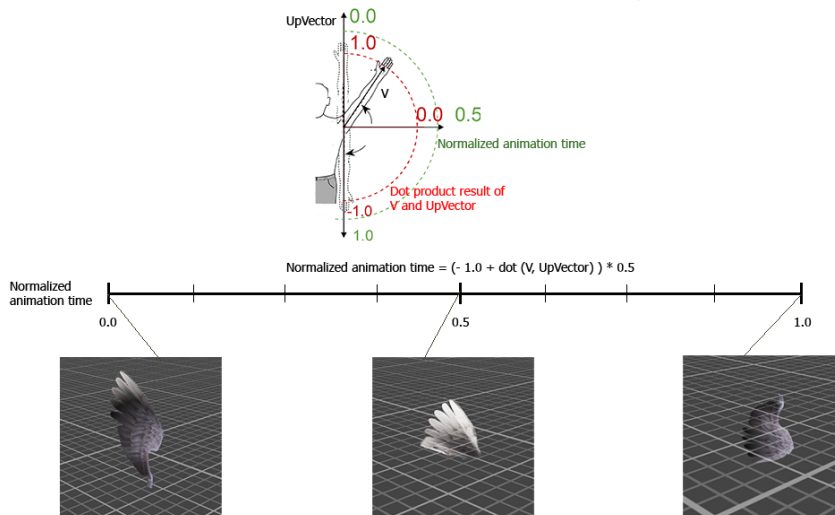 0.0
UpVector
1.0
V
0.0 0.5
Normalized animation time
Dot product result of
V and UpVector
-1.0
1.0
Normalized animation time = (- 1.0 + dot (V, UpVector) ) * 0.5
Normalized
animation time
0.0 0.5 1.0